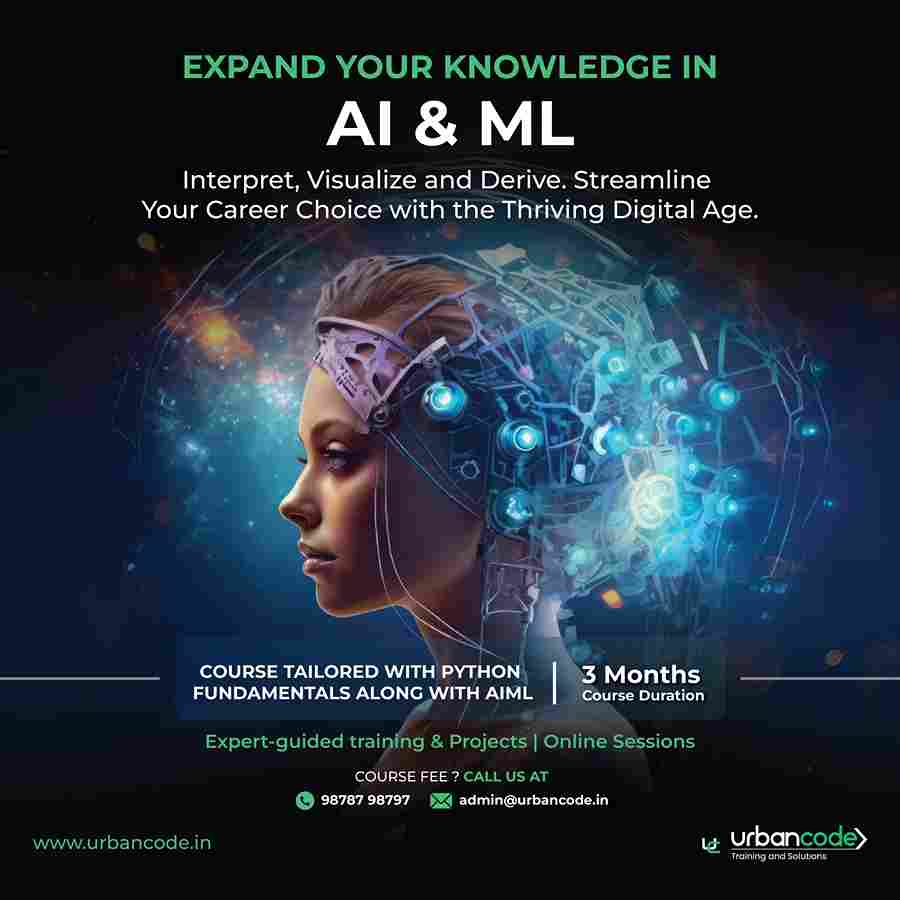 EXPAND YOUR KNOWLEDGE IN
AI & ML
Interpret, Visualize and Derive. Streamline
Your Career Choice with the Thriving Digital Age.
COURSE TAILORED WITH PYTHON
FUNDAMENTALS ALONG WITH AIML
3 Months
Course Duration
Expert-guided training & Projects | Online Sessions
COURSE FEE ? CALL US AT
98787 98797 admin@urbancode.in
www.urbancode.in
urbancode
Training and Solutions